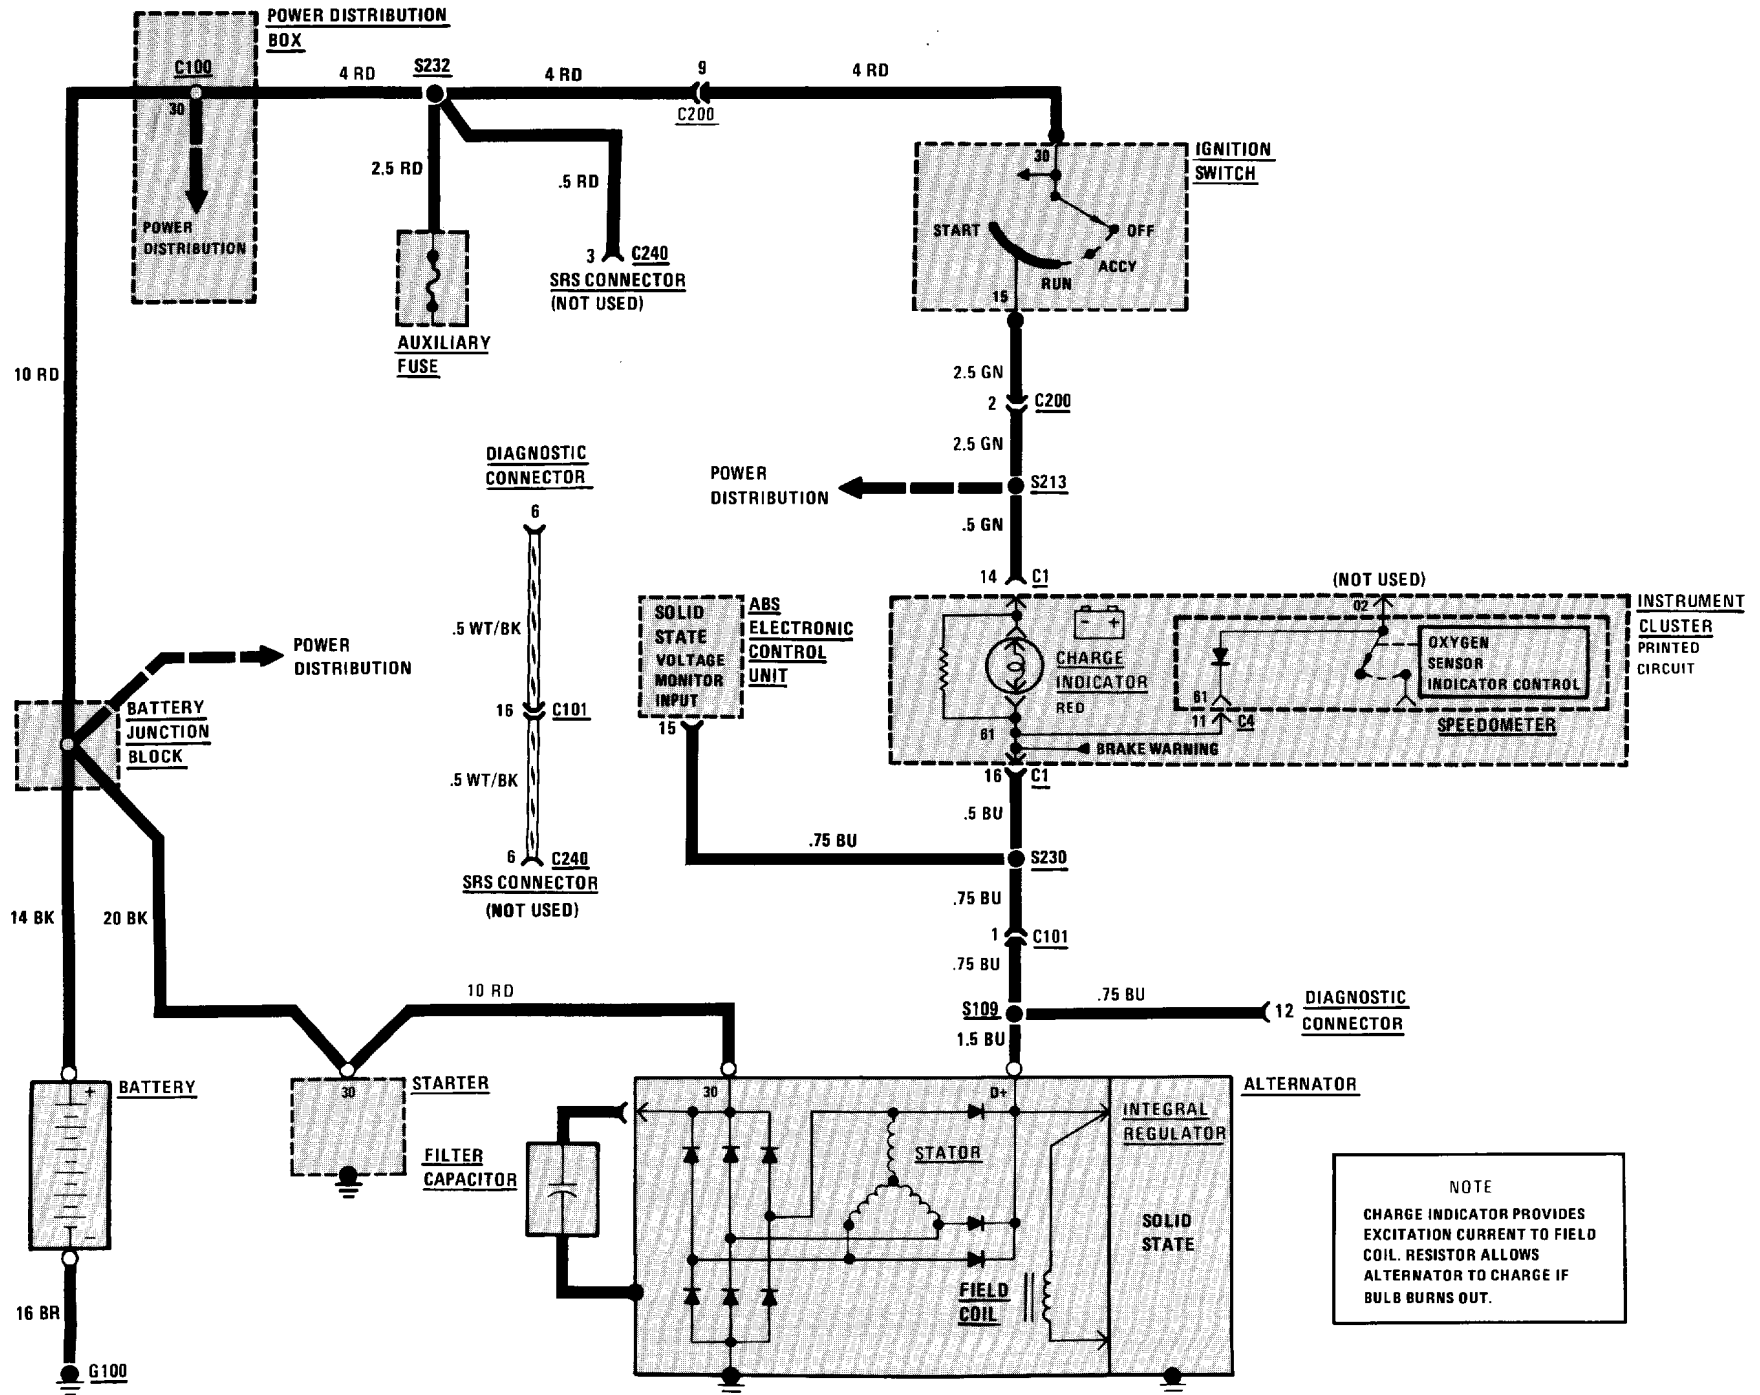 POWER DISTRIBUTION
BOX
C100
30
POWER
DISTRIBUTION
4 RD
S232
4 RD
9
C200
4 RD
2.5 RD
.5 RD
3 C240
SRS CONNECTOR
(NOT USED)
AUXILIARY
FUSE
IGNITION
SWITCH
30
START
OFF
ACCY
RUN
15
10 RD
2.5 GN
2 C200
2.5 GN
POWER
DISTRIBUTION
S213
.5 GN
14 C1
DIAGNOSTIC
CONNECTOR
6
.5 WT/BK
16 C101
.5 WT/BK
6 C240
SRS CONNECTOR
(NOT USED)
SOLID
STATE
VOLTAGE
MONITOR
INPUT
ABS
ELECTRONIC
CONTROL
UNIT
15
.75 BU
(NOT USED)
02
INSTRUMENT
CLUSTER
PRINTED
CIRCUIT
- +
CHARGE
INDICATOR
RED
OXYGEN
SENSOR
INDICATOR CONTROL
61
11 C4
SPEEDOMETER
61
BRAKE WARNING
16 C1
.5 BU
S230
.75 BU
1 C101
.75 BU
S109
.75 BU
12 DIAGNOSTIC
CONNECTOR
1.5 BU
POWER
DISTRIBUTION
BATTERY
JUNCTION
BLOCK
14 BK
20 BK
10 RD
BATTERY
+
-
STARTER
30
16 BR
G100
FILTER
CAPACITOR
ALTERNATOR
30
D+
INTEGRAL
REGULATOR
STATOR
SOLID
STATE
FIELD
COIL
NOTE
CHARGE INDICATOR PROVIDES
EXCITATION CURRENT TO FIELD
COIL. RESISTOR ALLOWS
ALTERNATOR TO CHARGE IF
BULB BURNS OUT.